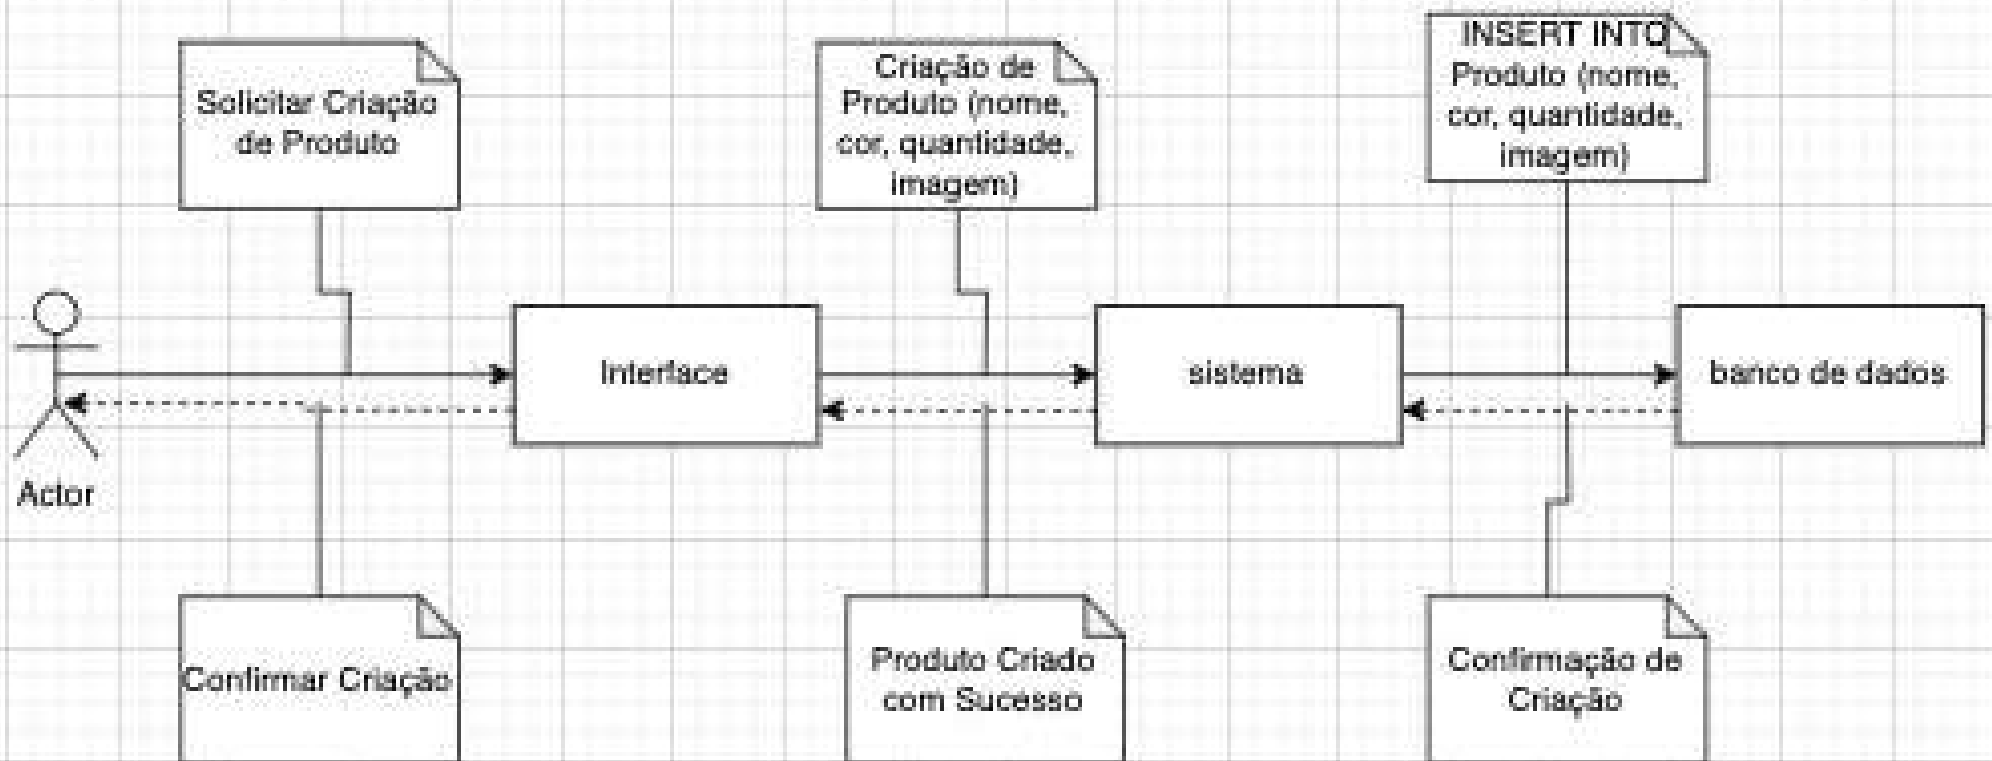 Solicitar Criação
de Produto
Criação de
Produto (nome,
cor, quantidade,
imagem)
INSERT INTO
Produto (nome,
cor, quantidade,
imagem)
Interface
sistema
banco de dados
Actor
Confirmar Criação
Produto Criado
com Sucesso
Confirmação de
Criação